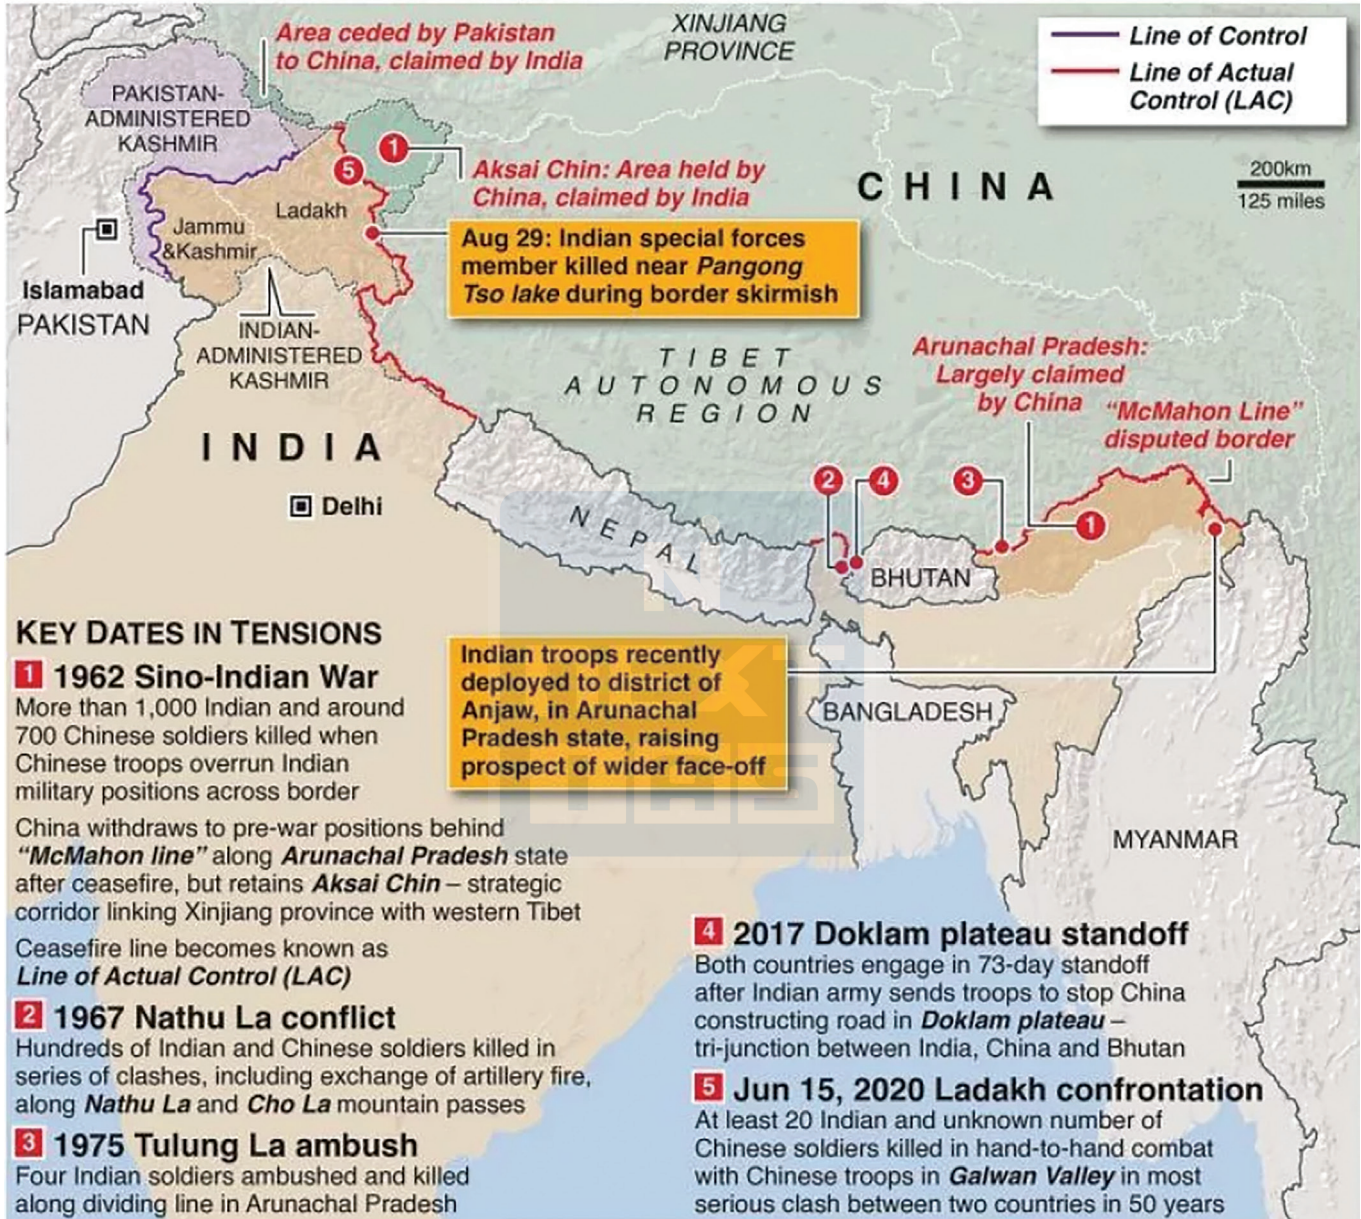 Area ceded by Pakistan
to China, claimed by India
XINJIANG
PROVINCE
Line of Control
Line of Actual
Control (LAC)
PAKISTAN-
ADMINISTERED
KASHMIR
1
5
Aksai Chin: Area held by
China, claimed by India
CHINA
200km
125 miles
Ladakh
Jammu
&Kashmir
Aug 29: Indian special forces
member killed near Pangong
Tso lake during border skirmish
Islamabad
PAKISTAN
INDIAN-
ADMINISTERED
KASHMIR
TIBET
AUTONOMOUS
REGION
Arunachal Pradesh:
Largely claimed
by China
“McMahon Line”
disputed border
INDIA
Delhi
2
4
3
1
NEPAL
BHUTAN
KEY DATES IN TENSIONS
1 1962 Sino-Indian War
More than 1,000 Indian and around
700 Chinese soldiers killed when
Chinese troops overrun Indian
military positions across border
China withdraws to pre-war positions behind
“McMahon line” along Arunachal Pradesh state
after ceasefire, but retains Aksai Chin – strategic
corridor linking Xinjiang province with western Tibet
Ceasefire line becomes known as
Line of Actual Control (LAC)
2 1967 Nathu La conflict
Hundreds of Indian and Chinese soldiers killed in
series of clashes, including exchange of artillery fire,
along Nathu La and Cho La mountain passes
3 1975 Tulung La ambush
Four Indian soldiers ambushed and killed
along dividing line in Arunachal Pradesh
Indian troops recently
deployed to district of
Anjaw, in Arunachal
Pradesh state, raising
prospect of wider face-off
BANGLADESH
MYANMAR
4 2017 Doklam plateau standoff
Both countries engage in 73-day standoff
after Indian army sends troops to stop China
constructing road in Doklam plateau –
tri-junction between India, China and Bhutan
5 Jun 15, 2020 Ladakh confrontation
At least 20 Indian and unknown number of
Chinese soldiers killed in hand-to-hand combat
with Chinese troops in Galwan Valley in most
serious clash between two countries in 50 years